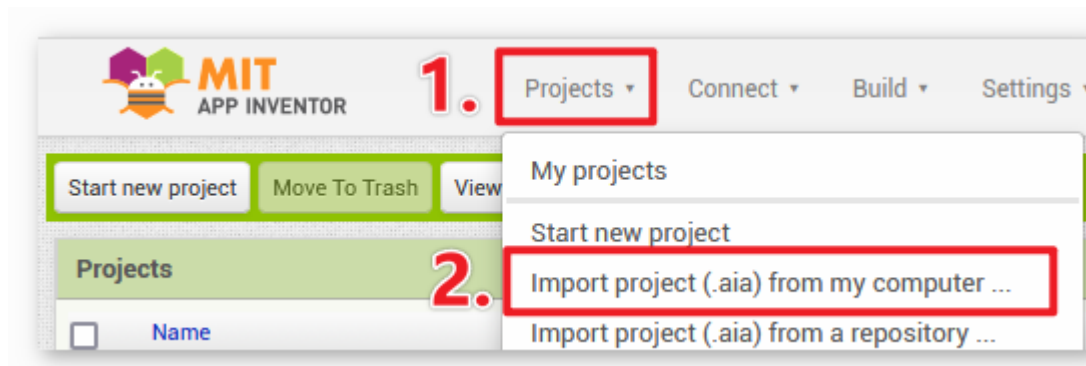 MIT
APP INVENTOR
1.
Projects Connect Build Settings
Start new project Move To Trash View
My projects
Start new project
Projects
2.
Import project (.aia) from my computer ...
Name
Import project (.aia) from a repository ...